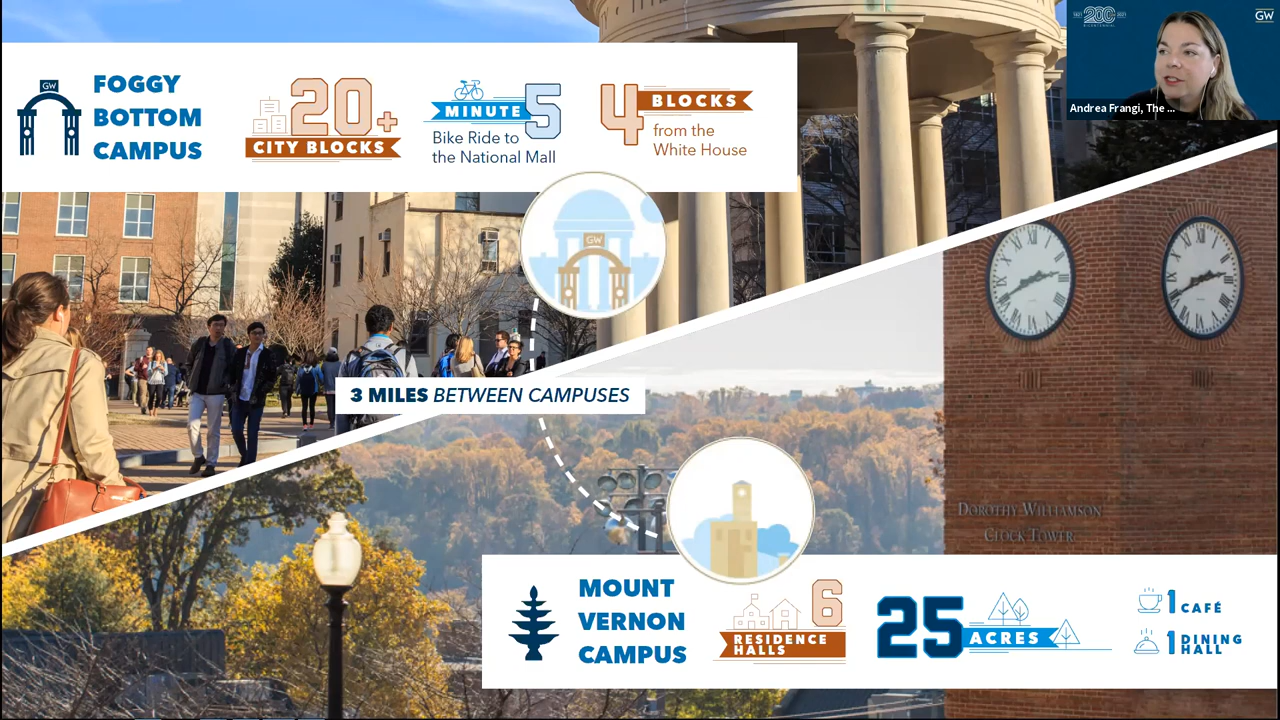 GW
FOGGY
BOTTOM
CAMPUS
20+
CITY BLOCKS
5
MINUTE
Bike Ride to
the National Mall
4
BLOCKS
from the
White House
200
BICENTENNIAL
GW
Andrea Frangi, The ...
GW
3 MILES BETWEEN CAMPUSES
DOROTHY WILLIAMSON
CLOCK TOWER
MOUNT
VERNON
CAMPUS
6
RESIDENCE
HALLS
25
ACRES
1 CAFÉ
1 DINING
HALL